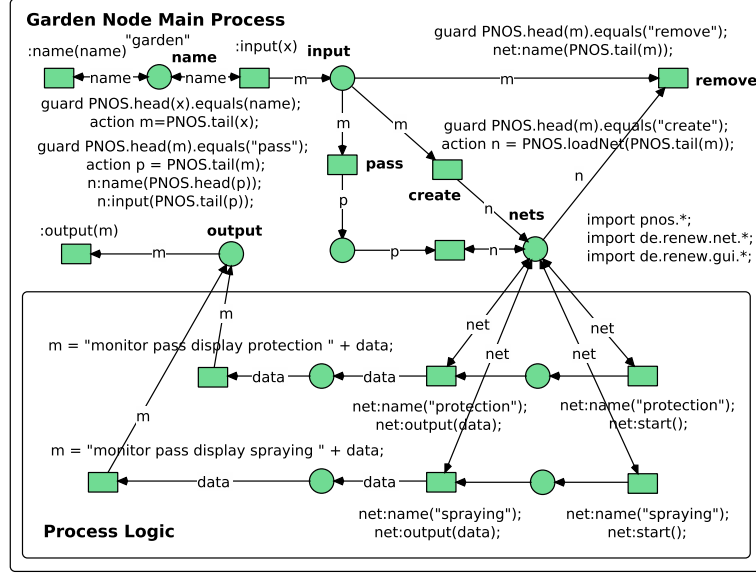 Garden Node Main Process
guard PNOS.head(m).equals("remove");
net:name(PNOS.tail(m));
"garden"
:name(name)
name
:input(x)
input
name
name
m
m
remove
guard PNOS.head(x).equals(name);
action m=PNOS.tail(x);
m
m
guard PNOS.head(m).equals("create");
action n = PNOS.loadNet(PNOS.tail(m));
guard PNOS.head(m).equals("pass");
action p = PNOS.tail(m);
n:name(PNOS.head(p));
n:input(PNOS.tail(p));
pass
create
n
p
n
nets
import pnos.*;
import de.renew.net.*;
import de.renew.gui.*;
:output(m)
output
m
p
n
m
net
net
net
net
m = "monitor pass display protection " + data;
data
data
net:name("protection");
net:output(data);
net:name("protection");
net:start();
m
m = "monitor pass display spraying " + data;
data
data
net:name("spraying");
net:output(data);
net:name("spraying");
net:start();
Process Logic